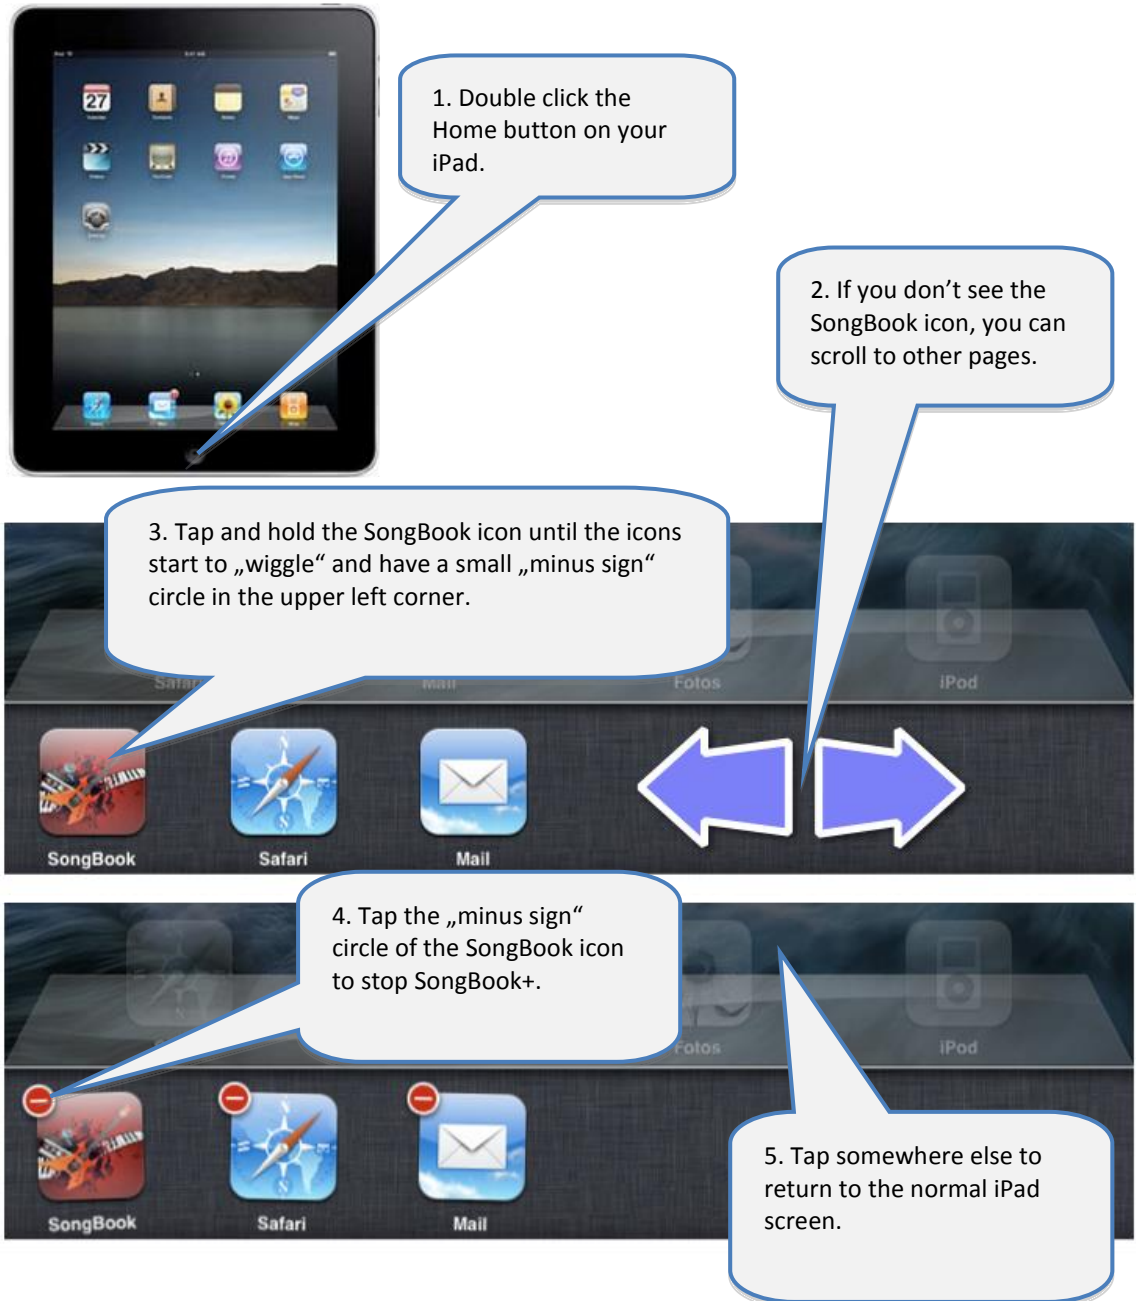 27
1. Double click the
Home button on your
iPad.
2. If you don't see the
SongBook icon, you can
scroll to other pages.
3. Tap and hold the SongBook icon until the icons
start to „wiggle“ and have a small „minus sign“
circle in the upper left corner.
Safari
Mail
Fotos
iPod
SongBook
Safari
Mail
4. Tap the „minus sign“
circle of the SongBook icon
to stop SongBook+.
Fotos
iPod
SongBook
Safari
Mail
5. Tap somewhere else to
return to the normal iPad
screen.